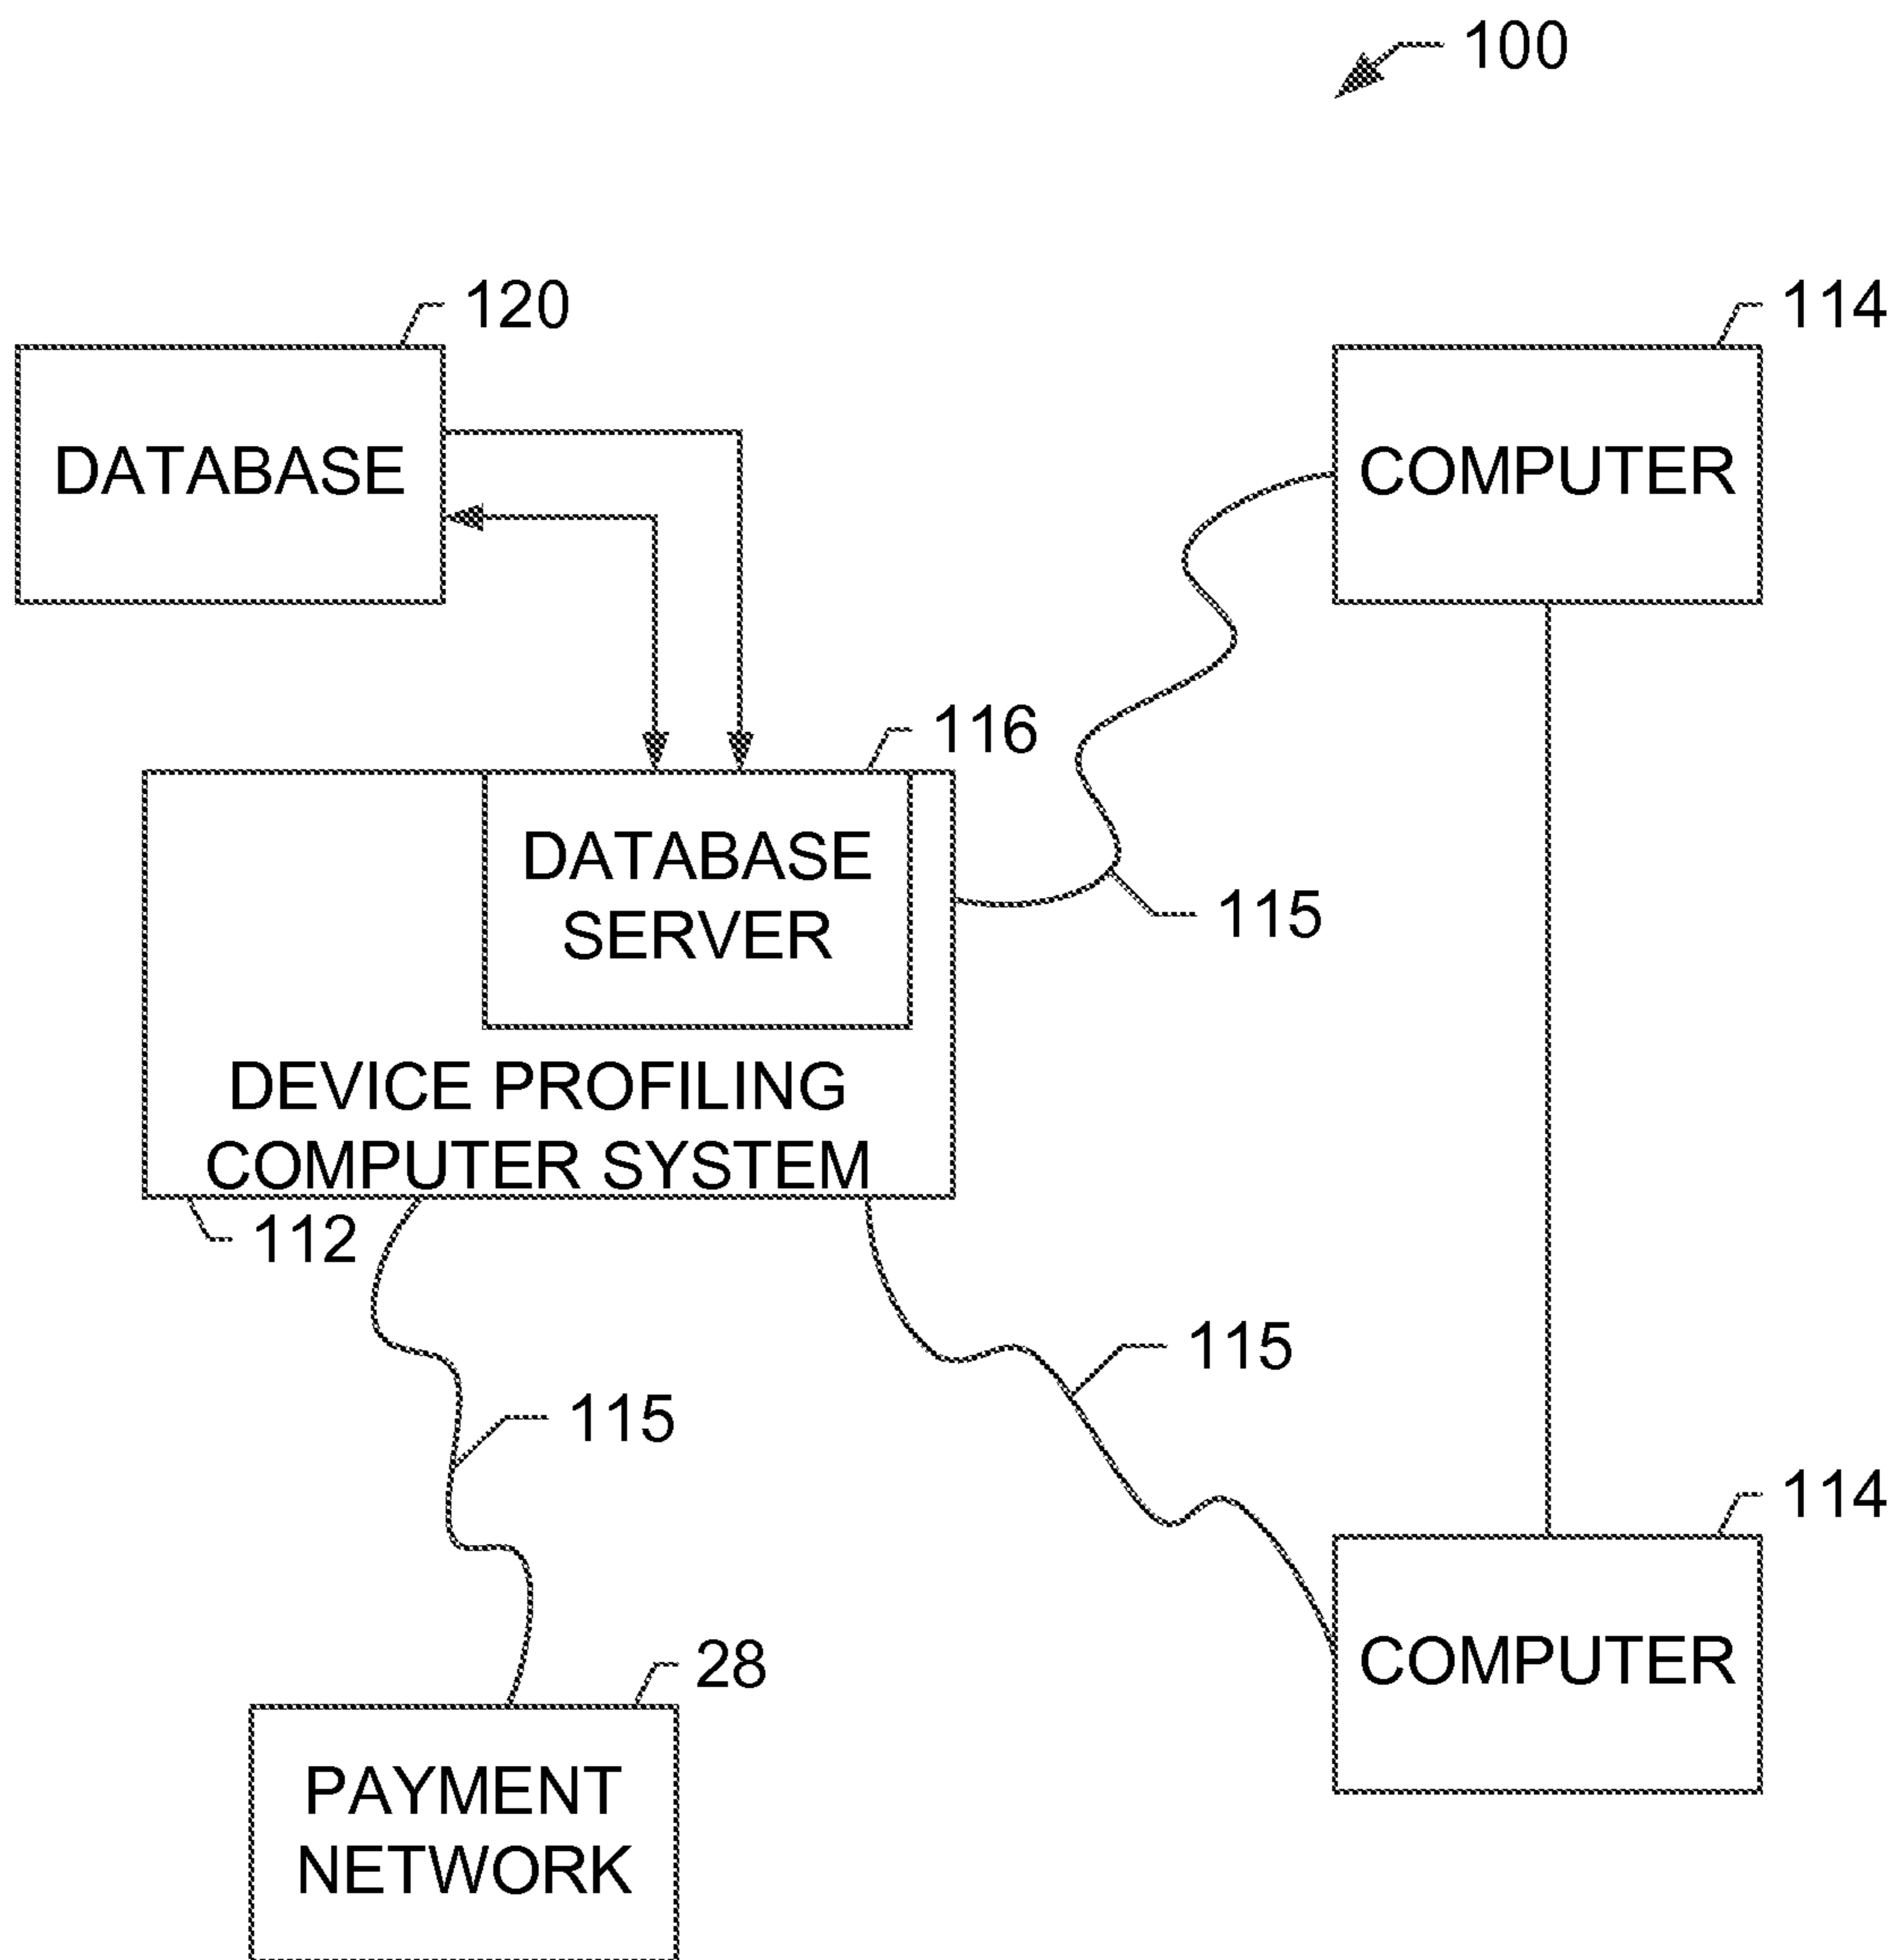 100
120
114
DATABASE
COMPUTER
116
DATABASE
SERVER
115
DEVICE PROFILING
COMPUTER SYSTEM
112
115
115
114
28
COMPUTER
PAYMENT
NETWORK